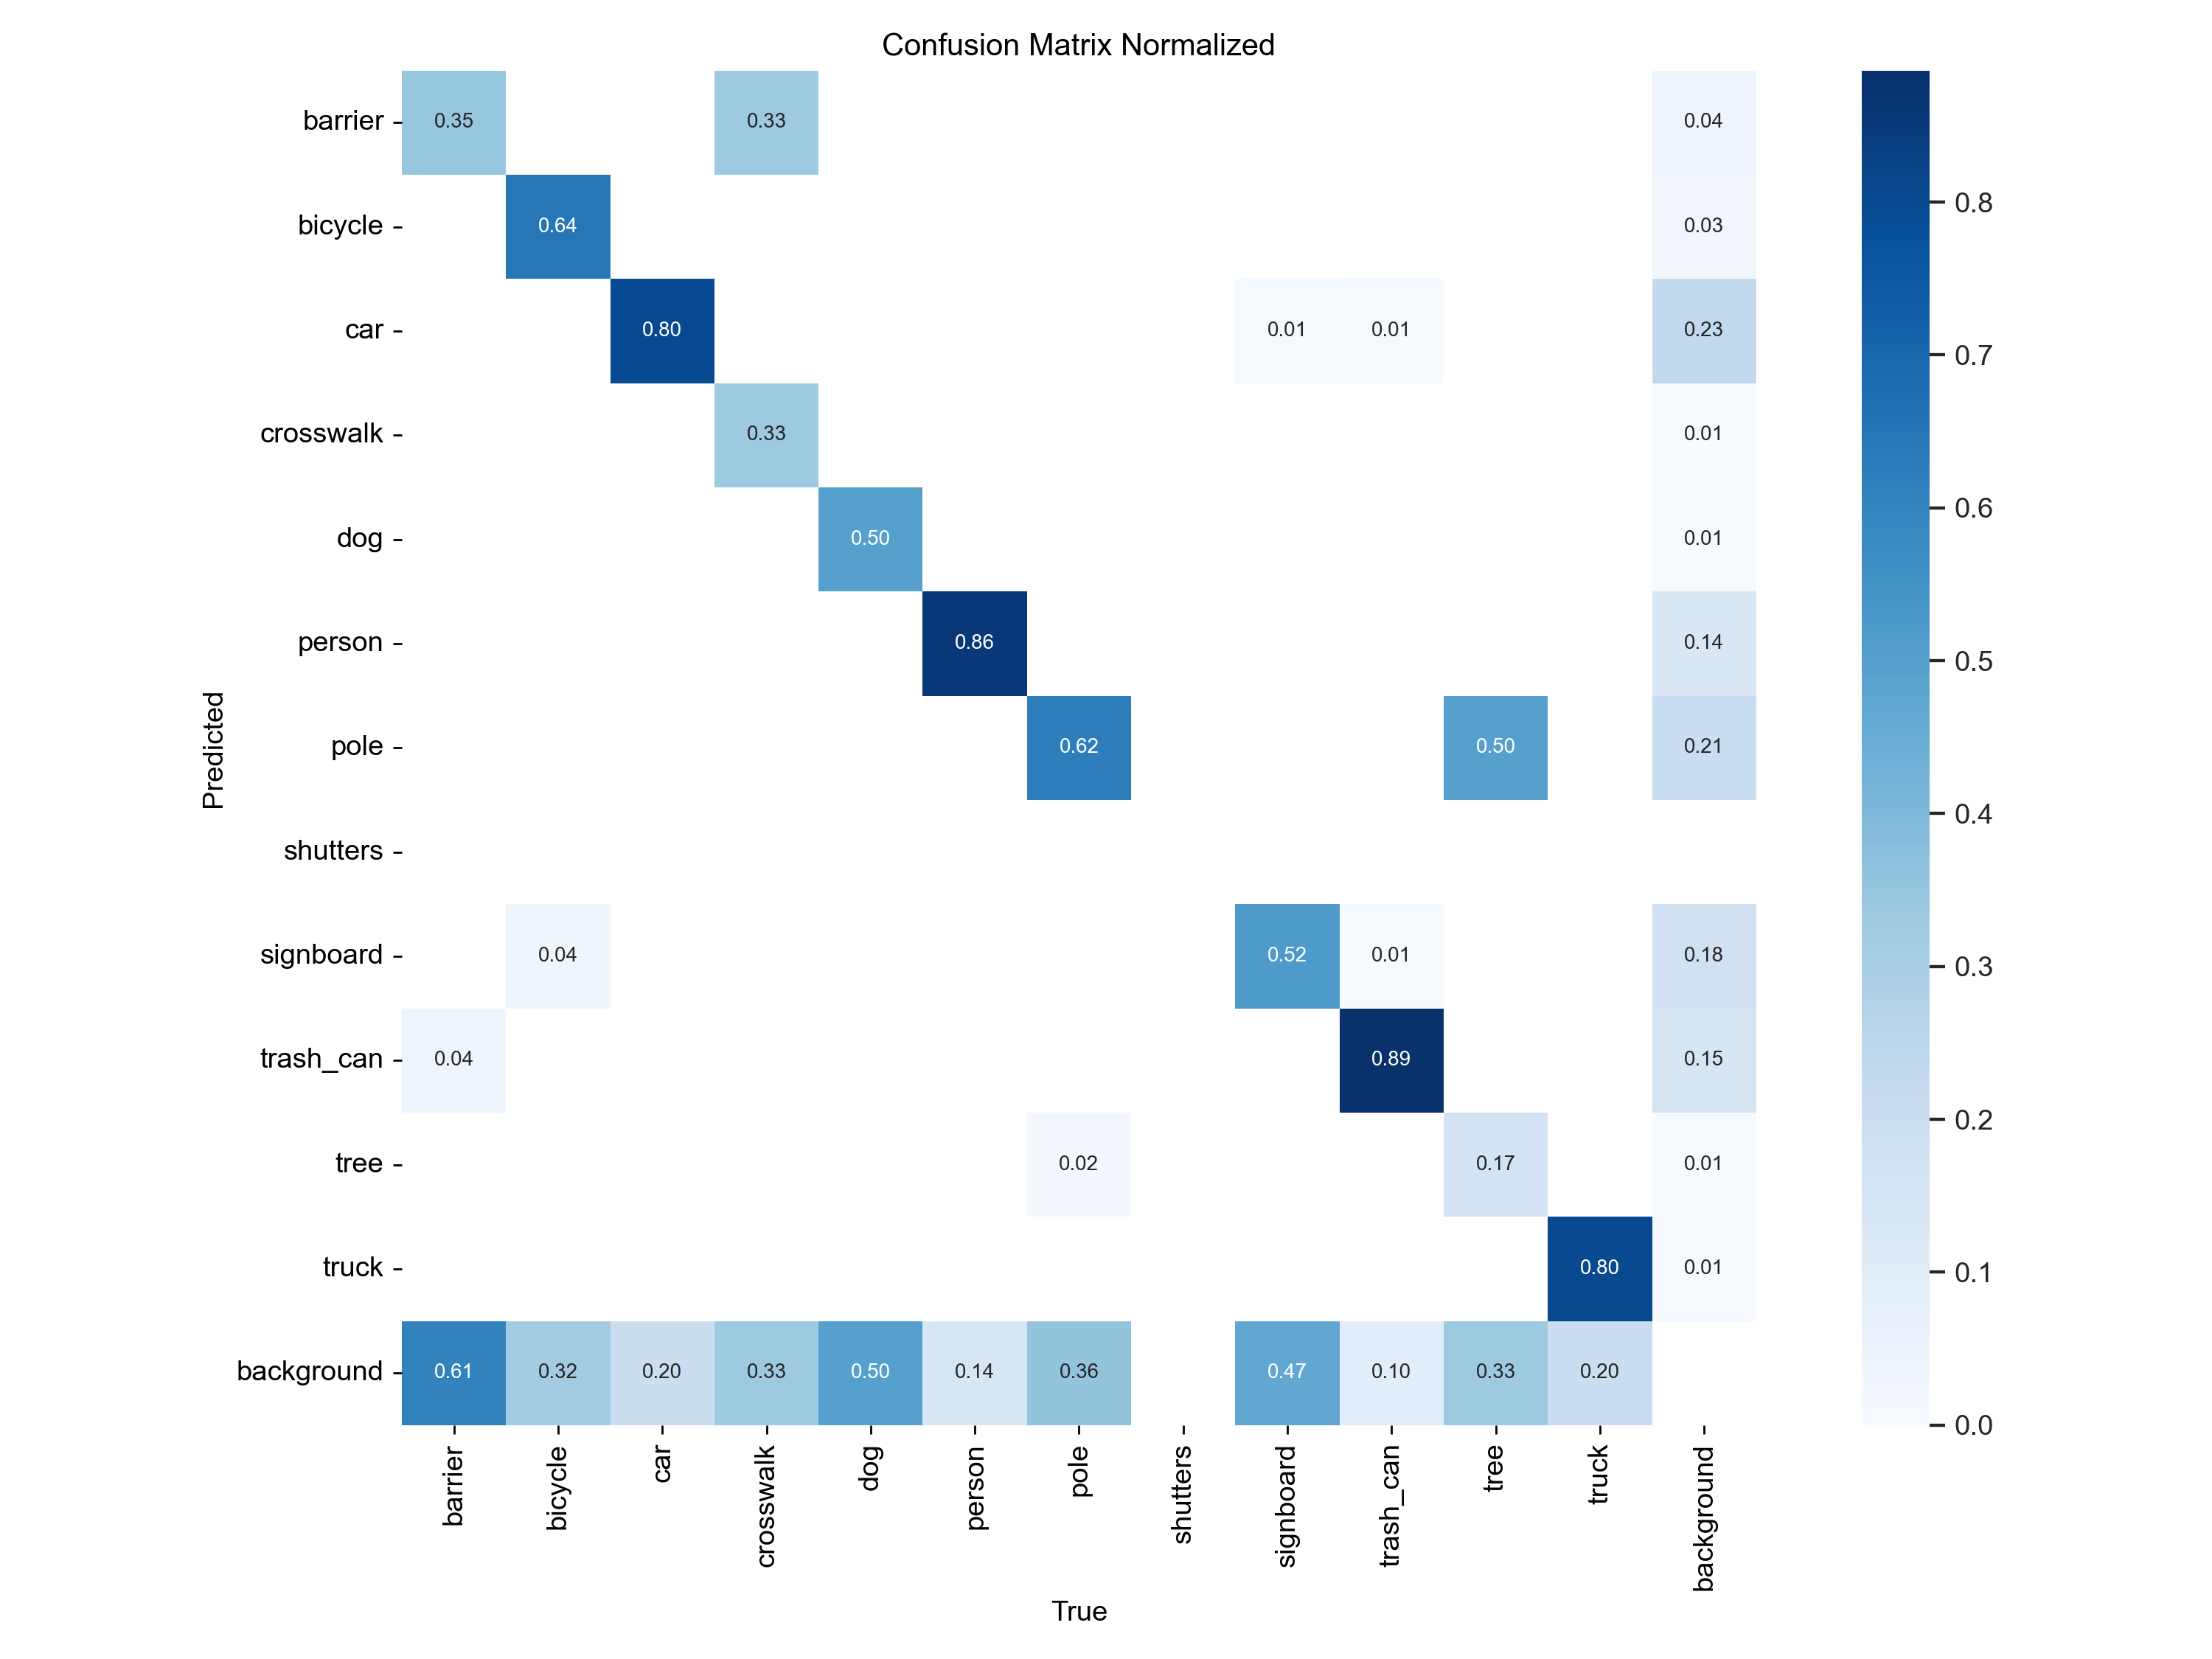 Confusion Matrix Normalized
barrier 0.35 0.33 0.04
bicycle 0.64 0.03 0.8
car 0.80 0.01 0.01 0.23 0.7
crosswalk 0.33 0.01
dog 0.50 0.01 0.6
person 0.86 0.14 0.5
Predicted
pole 0.62 0.50 0.21
0.4
shutters
signboard 0.04 0.52 0.01 0.18 0.3
trash_can 0.04 0.89 0.15
0.2
tree 0.02 0.17 0.01
truck 0.80 0.01 0.1
background 0.61 0.32 0.20 0.33 0.50 0.14 0.36 0.47 0.10 0.33 0.20
0.0
barrier bicycle car crosswalk dog person pole shutters signboard trash_can tree truck background
True